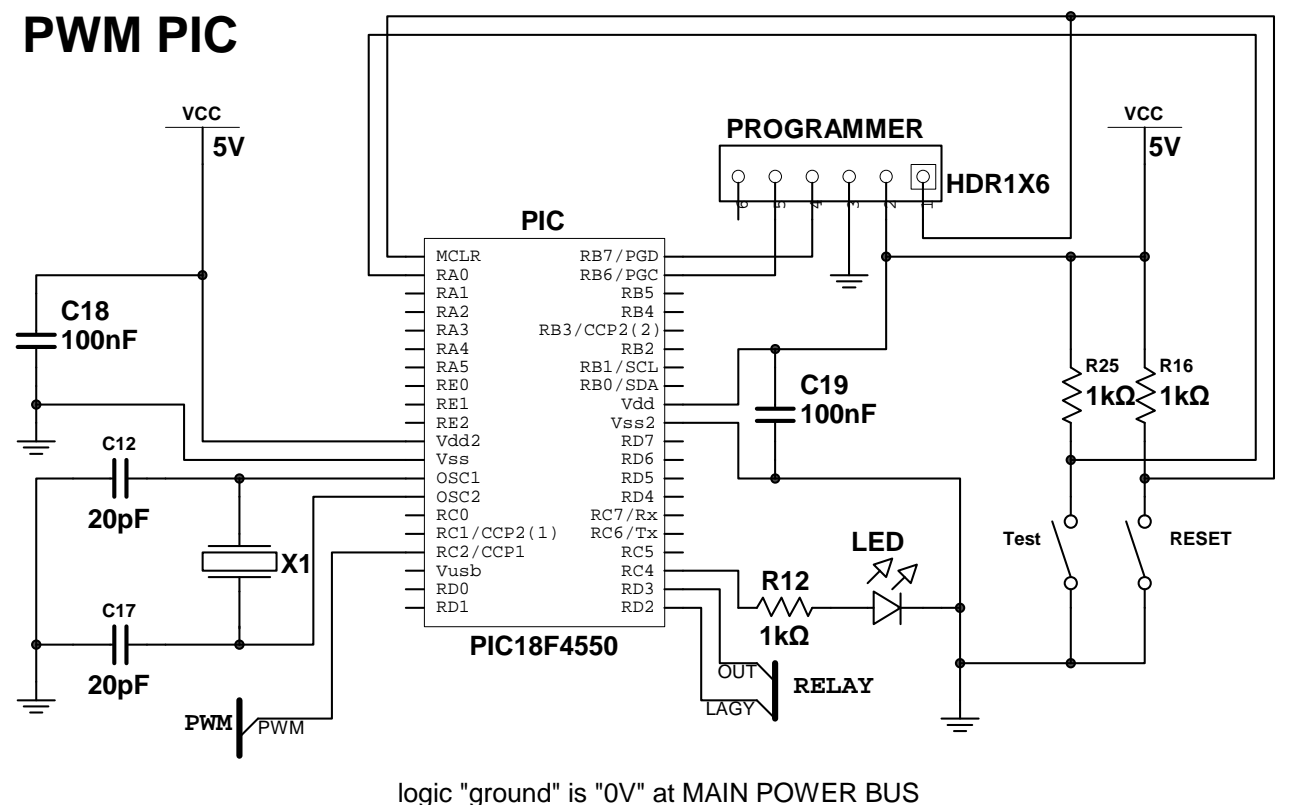 PWM PIC
VCC
5V
VCC
5V
PROGRAMMER
HDR1X6
6
5
4
3
2
1
PIC
MCLR
RA0
RA1
RA2
RA3
RA4
RA5
RE0
RE1
RE2
Vdd2
Vss
OSC1
OSC2
RC0
RC1/CCP2(1)
RC2/CCP1
Vusb
RD0
RD1
RB7/PGD
RB6/PGC
RB5
RB4
RB3/CCP2(2)
RB2
RB1/SCL
RB0/SDA
Vdd
Vss2
RD7
RD6
RD5
RD4
RC7/Rx
RC6/Tx
RC5
RC4
RD3
RD2
PIC18F4550
C18
100nF
C12
20pF
X1
C17
20pF
PWM
PWM
C19
100nF
R25
1kΩ
R16
1kΩ
Test
RESET
LED
R12
1kΩ
OUT
LAGY
RELAY
logic "ground" is "0V" at MAIN POWER BUS